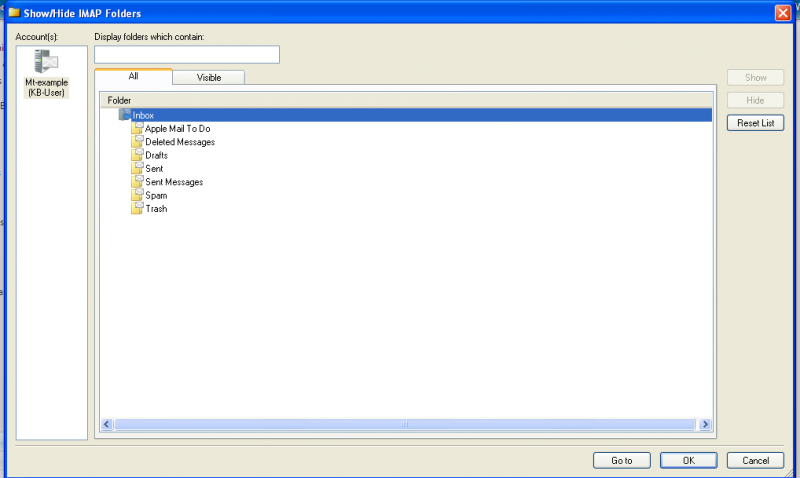 Show/Hide IMAP Folders
Account(s):
Display folders which contain:
Mt-example
(KB-User)
All
Visible
Show
Hide
Reset List
Folder
Inbox
Apple Mail To Do
Deleted Messages
Drafts
Sent
Sent Messages
Spam
Trash
Go to
OK
Cancel